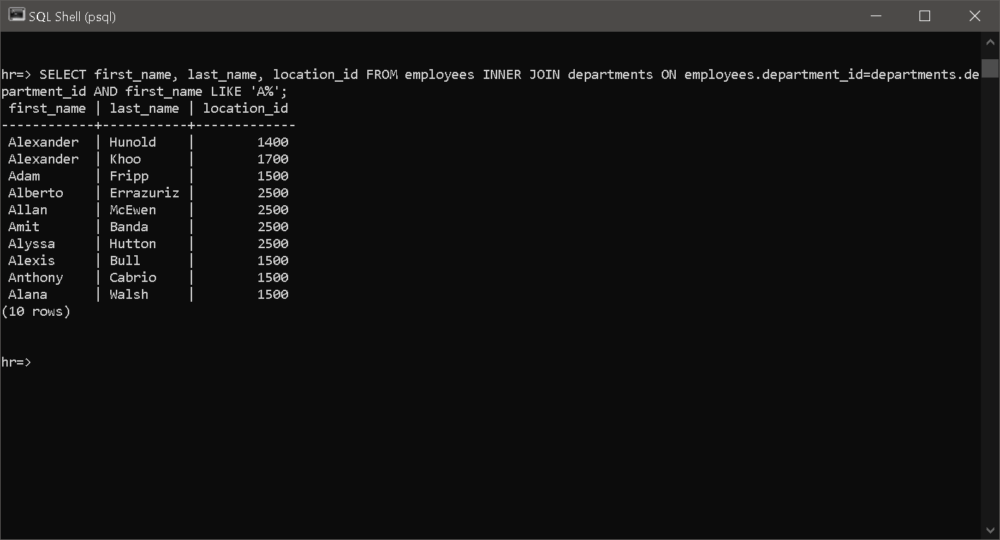 SQL Shell (psql)
hr=> SELECT first_name, last_name, location_id FROM employees INNER JOIN departments ON employees.department_id=departments.de
partment_id AND first_name LIKE 'A%';
 first_name | last_name | location_id
------------+-----------+-------------
 Alexander  | Hunold    |        1400
 Alexander  | Khoo      |        1700
 Adam       | Fripp     |        1500
 Alberto    | Errazuriz |        2500
 Allan      | McEwen    |        2500
 Amit       | Banda     |        2500
 Alyssa     | Hutton    |        2500
 Alexis     | Bull      |        1500
 Anthony    | Cabrio    |        1500
 Alana      | Walsh     |        1500
(10 rows)
hr=>